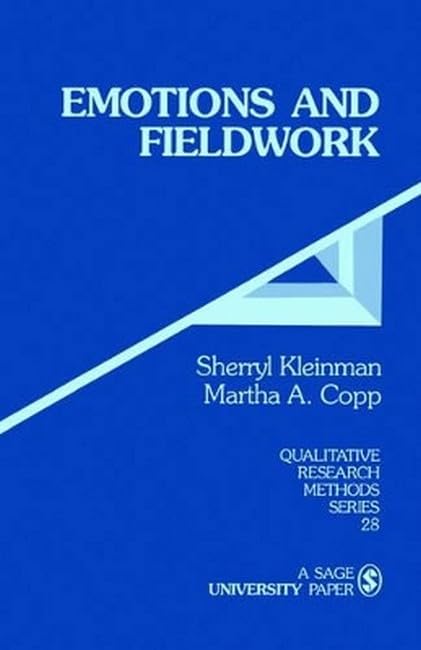 EMOTIONS AND
FIELDWORK
Sherryl Kleinman
Martha A. Copp
QUALITATIVE
RESEARCH
METHODS
SERIES
28
A SAGE
UNIVERSITY PAPER
S